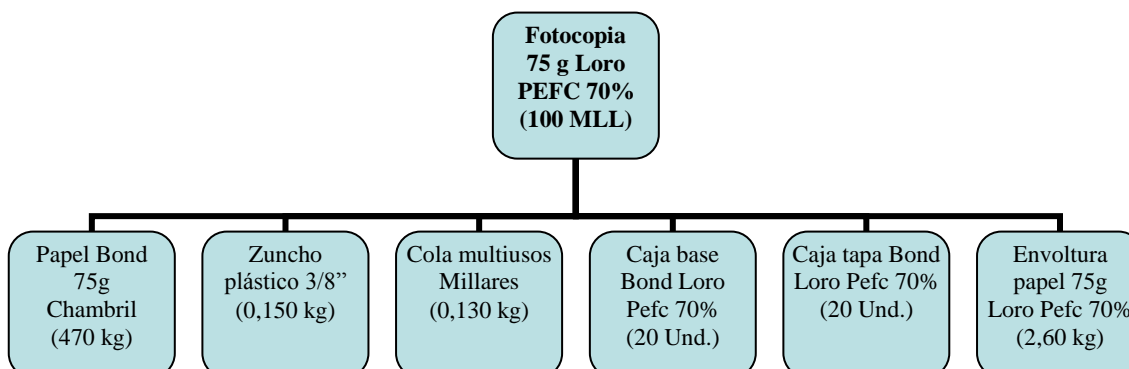 Fotocopia
75 g Loro
PEFC 70%
(100 MLL)
Papel Bond
75g
Chambril
(470 kg)
Zuncho
plástico 3/8”
(0,150 kg)
Cola multiusos
Millares
(0,130 kg)
Caja base
Bond Loro
Pefc 70%
(20 Und.)
Caja tapa Bond
Loro Pefc 70%
(20 Und.)
Envoltura
papel 75g
Loro Pefc 70%
(2,60 kg)